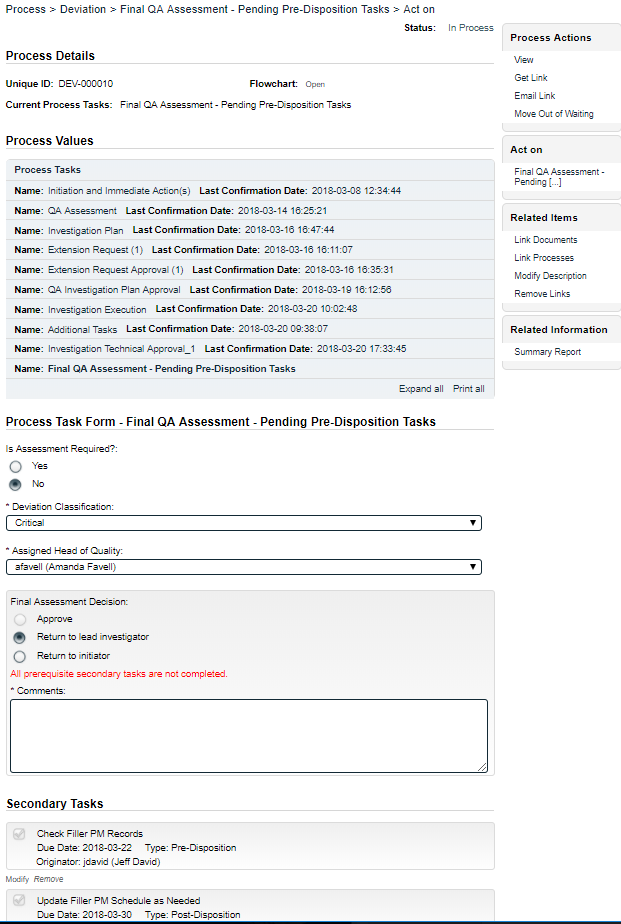 Process > Deviation > Final QA Assessment - Pending Pre-Disposition Tasks > Act on
Status: In Process
Process Details
Unique ID: DEV-000010 Flowchart: Open
Current Process Tasks: Final QA Assessment - Pending Pre-Disposition Tasks
Process Values
Process Tasks
Name: Initiation and Immediate Action(s) Last Confirmation Date: 2018-03-08 12:34:44
Name: QA Assessment Last Confirmation Date: 2018-03-14 16:25:21
Name: Investigation Plan Last Confirmation Date: 2018-03-16 16:47:44
Name: Extension Request (1) Last Confirmation Date: 2018-03-16 16:11:07
Name: Extension Request Approval (1) Last Confirmation Date: 2018-03-16 16:35:31
Name: QA Investigation Plan Approval Last Confirmation Date: 2018-03-19 16:12:56
Name: Investigation Execution Last Confirmation Date: 2018-03-20 10:02:48
Name: Additional Tasks Last Confirmation Date: 2018-03-20 09:38:07
Name: Investigation Technical Approval_1 Last Confirmation Date: 2018-03-20 17:33:45
Name: Final QA Assessment - Pending Pre-Disposition Tasks
Expand all Print all
Process Task Form - Final QA Assessment - Pending Pre-Disposition Tasks
Is Assessment Required?:
Yes
No
* Deviation Classification:
Critical
* Assigned Head of Quality:
afavell (Amanda Favell)
Final Assessment Decision:
Approve
Return to lead investigator
Return to initiator
All prerequisite secondary tasks are not completed.
* Comments:
Secondary Tasks
Check Filler PM Records
Due Date: 2018-03-22 Type: Pre-Disposition
Originator: jdavid (Jeff David)
Modify Remove
Update Filler PM Schedule as Needed
Due Date: 2018-03-30 Type: Post-Disposition
Process Actions
View
Get Link
Email Link
Move Out of Waiting
Act on
Final QA Assessment -
Pending [...]
Related Items
Link Documents
Link Processes
Modify Description
Remove Links
Related Information
Summary Report